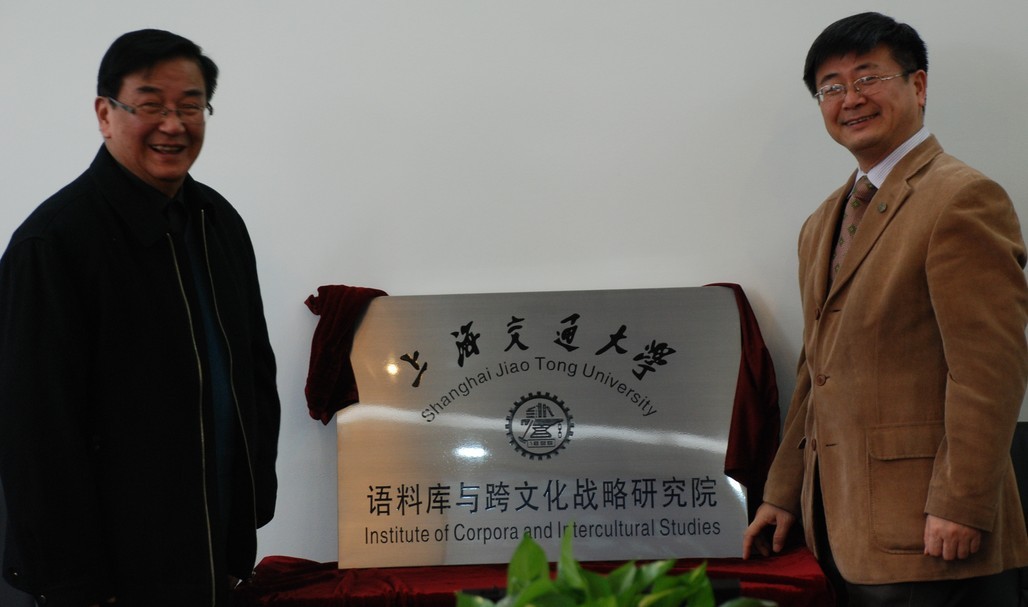 上海交通大学
Shanghai Jiao Tong University
语料库与跨文化战略研究院
Institute of Corpora and Intercultural Studies